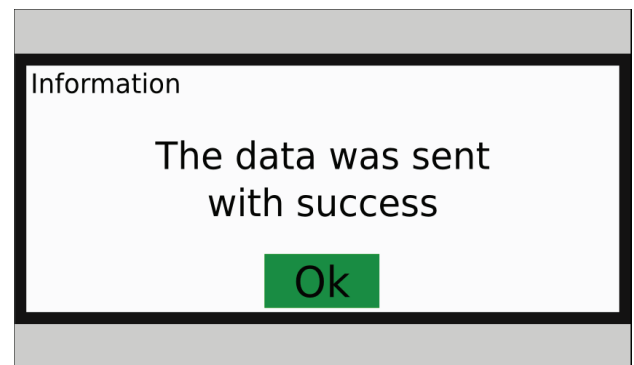 Information
The data was sent
with success
Ok